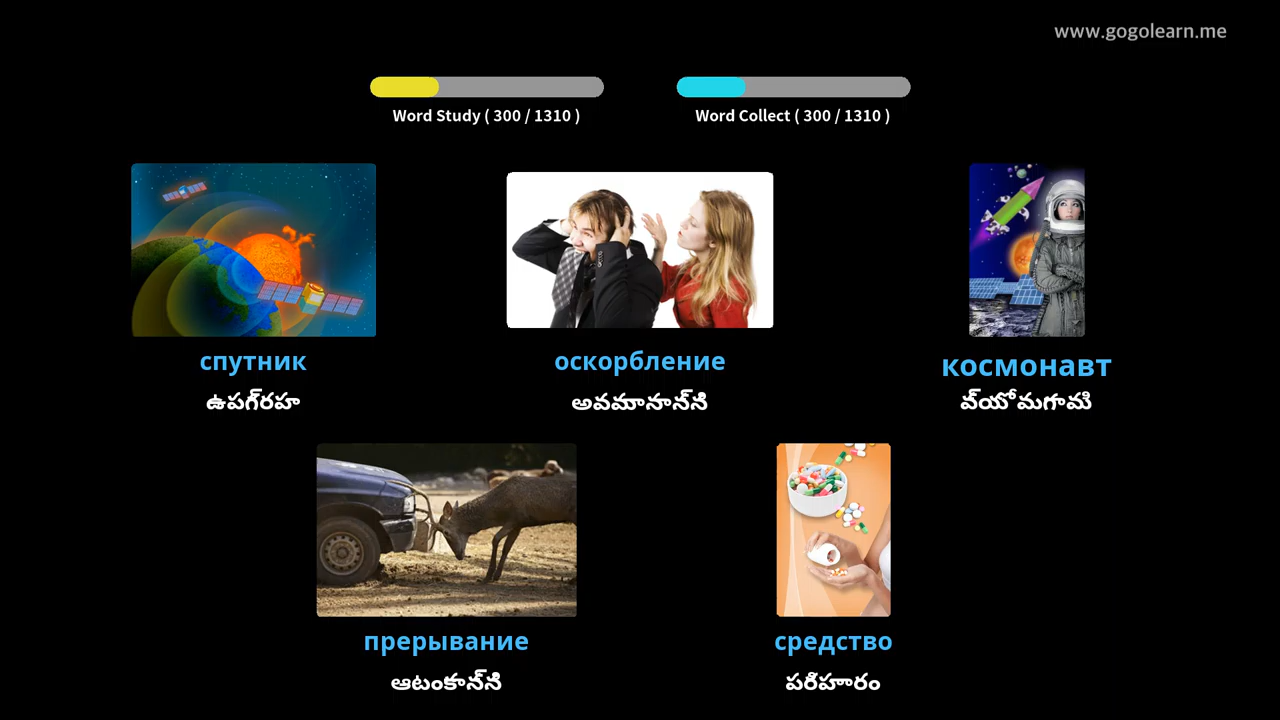 www.gogolearn.me
Word Study ( 300 / 1310 )
Word Collect ( 300 / 1310 )
спутник
оскорбление
космонавт
ఉపగ్‌రహ
అవమానాన్‌ని
వ్‌యోమగామి
прерывание
средство
ఆటంకాన్‌ని
పరిహారం